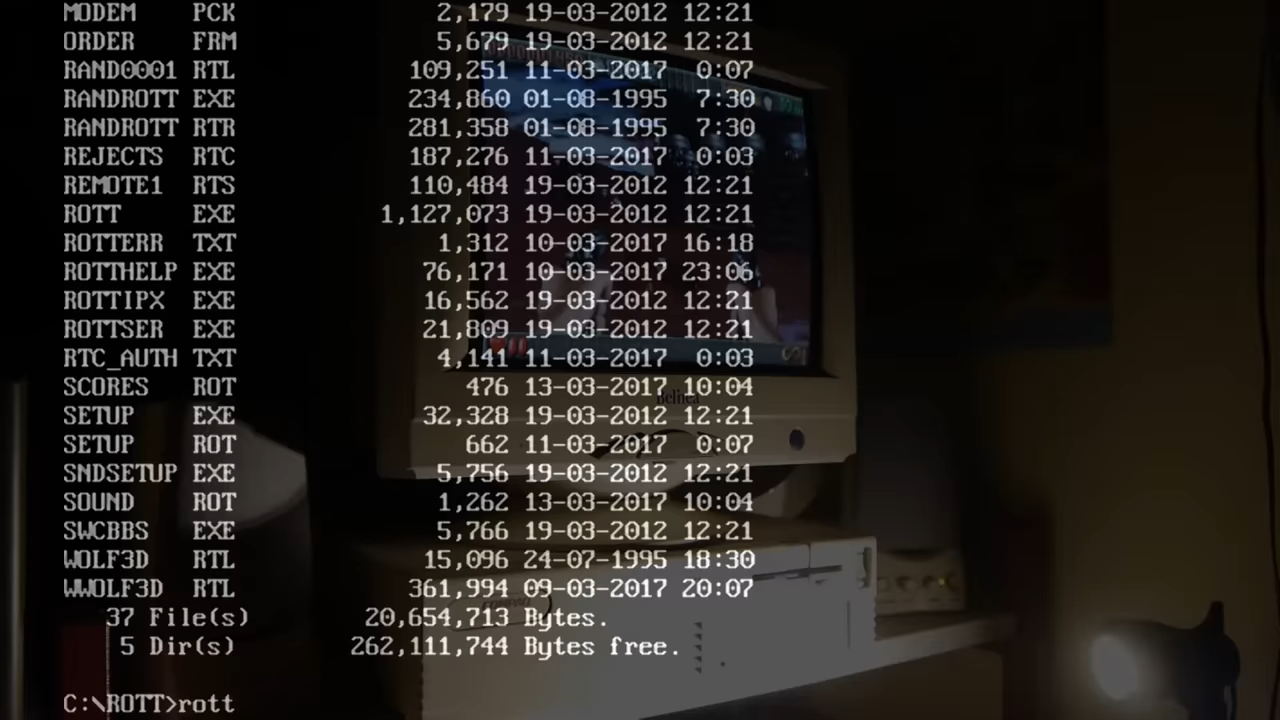 MODEM PCK 2,179 19-03-2012 12:21
ORDER FRM 5,679 19-03-2012 12:21
RAND0001 RTL 109,251 11-03-2017 0:07
RANDROTT EXE 234,860 01-08-1995 7:30
RANDROTT RTR 281,358 01-08-1995 7:30
REJECTS RTC 187,276 11-03-2017 0:03
REMOTE1 RTS 110,484 19-03-2012 12:21
ROTT EXE 1,127,073 19-03-2012 12:21
ROTTERR TXT 1,312 10-03-2017 16:18
ROTTHELP EXE 76,171 10-03-2017 23:06
ROTTIPX EXE 16,562 19-03-2012 12:21
ROTTSER EXE 21,809 19-03-2012 12:21
RTC_AUTH TXT 4,141 11-03-2017 0:03
SCORES ROT 476 13-03-2017 10:04
Belinea
SETUP EXE 32,328 19-03-2012 12:21
SETUP ROT 662 11-03-2017 0:07
SNDSETUP EXE 5,756 19-03-2012 12:21
SOUND ROT 1,262 13-03-2017 10:04
SWCBBS EXE 5,766 19-03-2012 12:21
WOLF3D RTL 15,096 24-07-1995 18:30
WWOLF3D RTL 361,994 09-03-2017 20:07
37 File(s) 20,654,713 Bytes.
5 Dir(s) 262,111,744 Bytes free.
C:\ROTT>rott